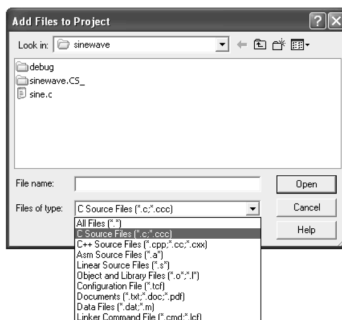 Add Files to Project
Look in: sinewave
debug
sinewave.CS_
sine.c
File name:
Open
Files of type: C Source Files (*.c;*.ccc)
Cancel
Help
All Files (*.*)
C Source Files (*.c;*.ccc)
C++ Source Files (*.cpp;*.cc;*.cxx)
Asm Source Files (*.a*)
Linear Source Files (*.s*)
Object and Library Files (*.o*;*.l*)
Configuration File (*.tcf)
Documents (*.txt;*.doc;*.pdf)
Data Files (*.dat;*.m)
Linker Command File (*.cmd;*.lcf)